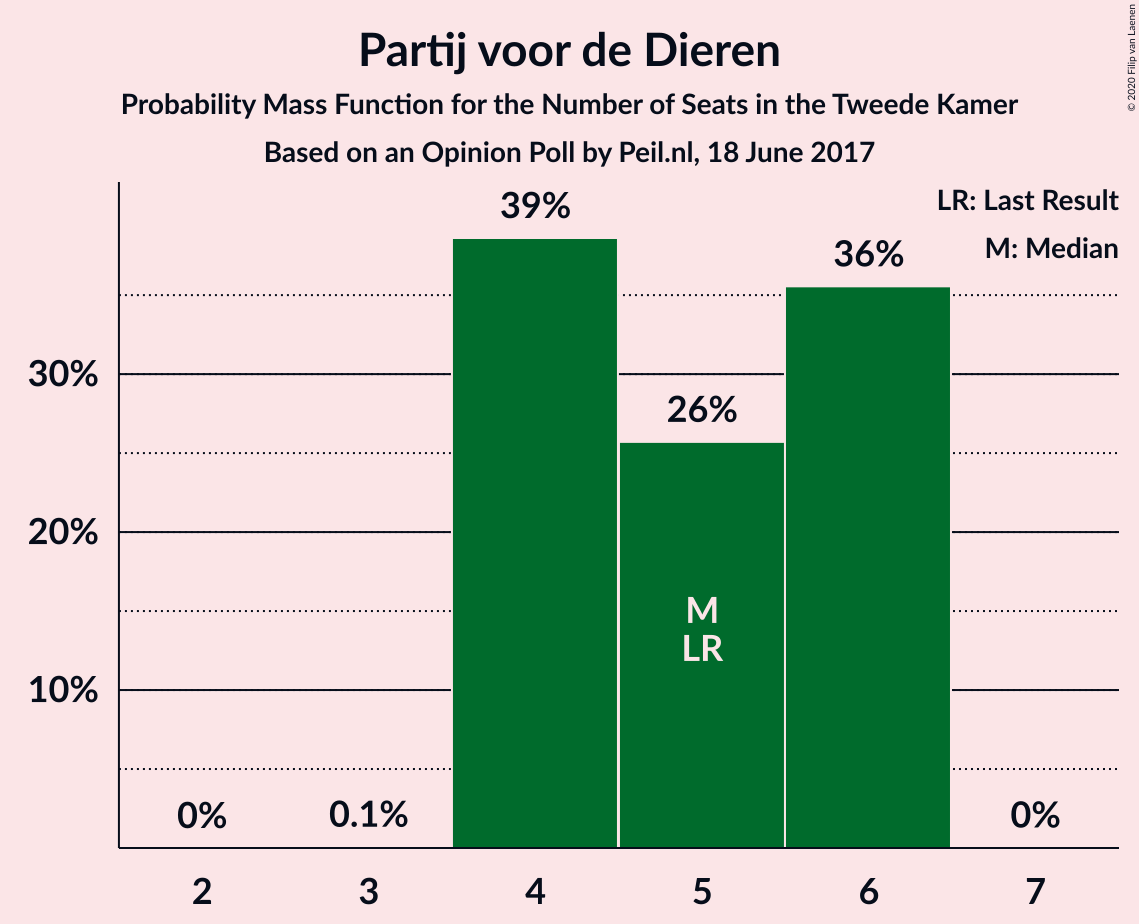 Partij voor de Dieren
Probability Mass Function for the Number of Seats in the Tweede Kamer
Based on an Opinion Poll by Peil.nl, 18 June 2017
© 2020 Filip van Laenen
LR: Last Result
M: Median
39%
36%
30%
26%
20%
M
LR
10%
0%
0.1%
0%
2 3 4 5 6 7